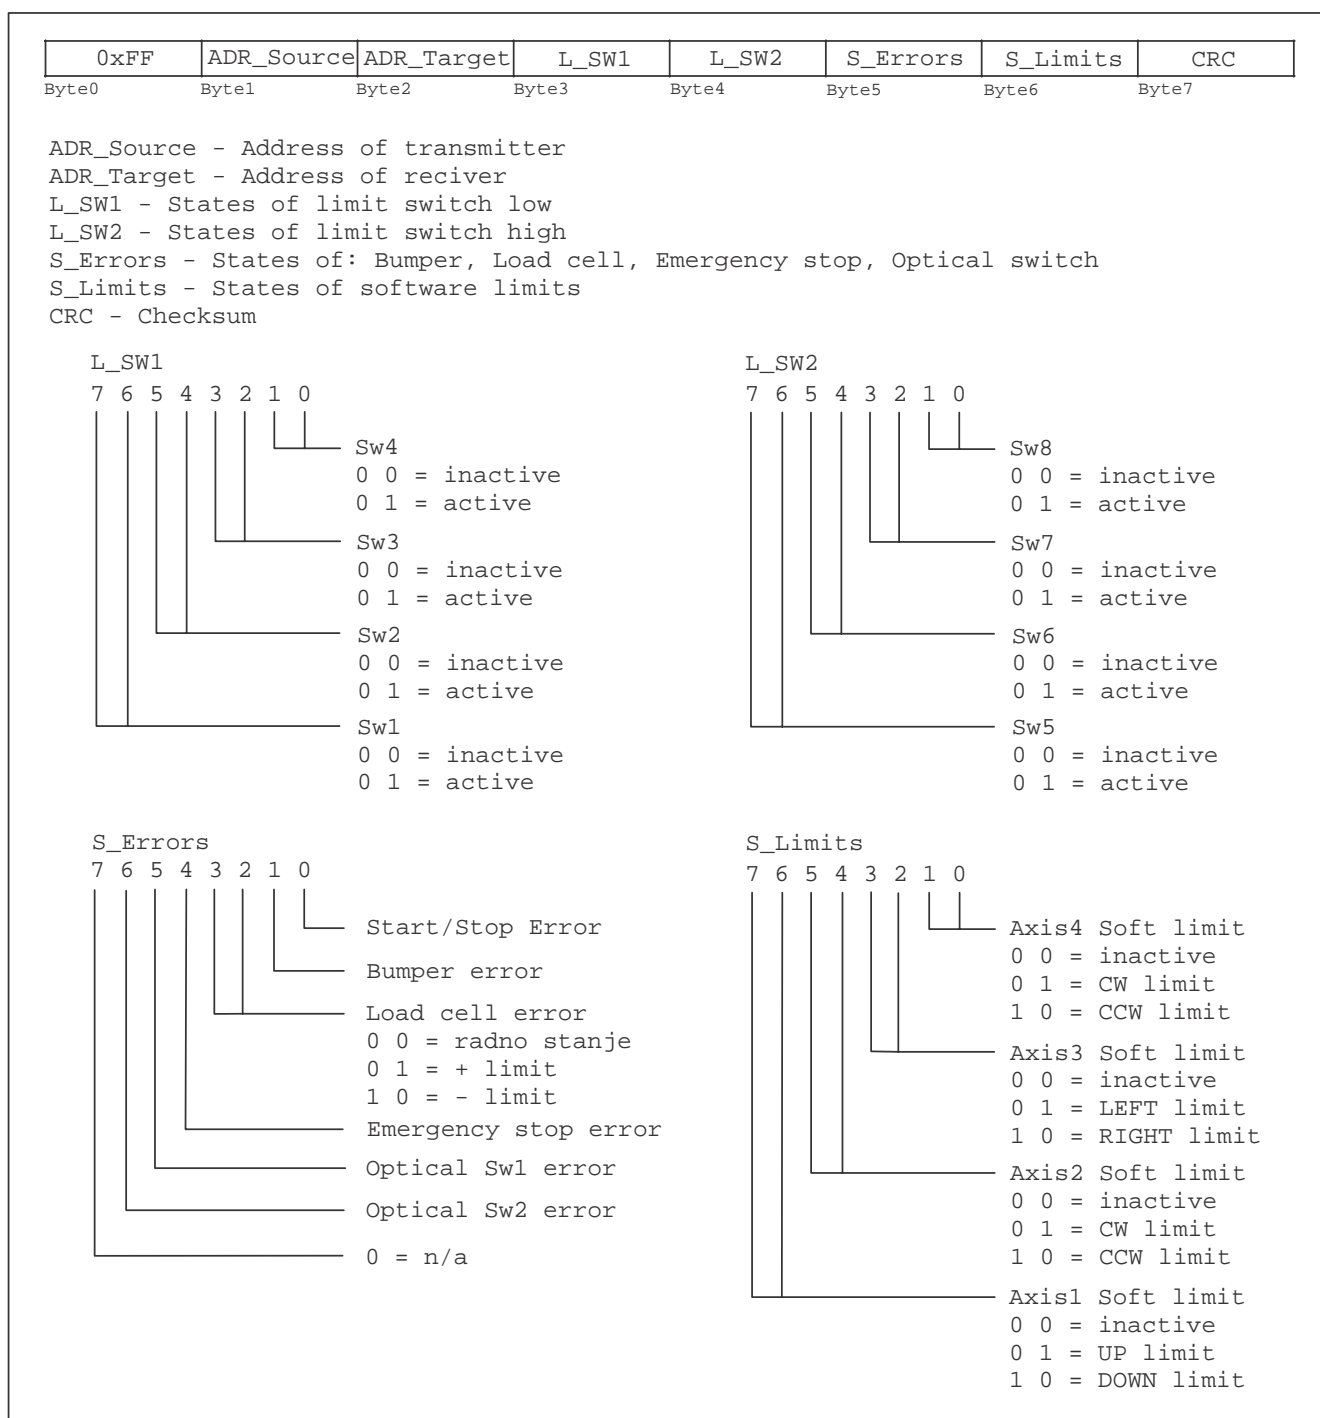 0xFF ADR_Source ADR_Target L_SW1 L_SW2 S_Errors S_Limits CRC
Byte0 Byte1 Byte2 Byte3 Byte4 Byte5 Byte6 Byte7
ADR_Source - Address of transmitter
ADR_Target - Address of reciver
L_SW1 - States of limit switch low
L_SW2 - States of limit switch high
S_Errors - States of: Bumper, Load cell, Emergency stop, Optical switch
S_Limits - States of software limits
CRC - Checksum
L_SW1
7 6 5 4 3 2 1 0
Sw4
0 0 = inactive
0 1 = active
Sw3
0 0 = inactive
0 1 = active
Sw2
0 0 = inactive
0 1 = active
Sw1
0 0 = inactive
0 1 = active
L_SW2
7 6 5 4 3 2 1 0
Sw8
0 0 = inactive
0 1 = active
Sw7
0 0 = inactive
0 1 = active
Sw6
0 0 = inactive
0 1 = active
Sw5
0 0 = inactive
0 1 = active
S_Errors
7 6 5 4 3 2 1 0
Start/Stop Error
Bumper error
Load cell error
0 0 = radno stanje
0 1 = + limit
1 0 = - limit
Emergency stop error
Optical Sw1 error
Optical Sw2 error
0 = n/a
S_Limits
7 6 5 4 3 2 1 0
Axis4 Soft limit
0 0 = inactive
0 1 = CW limit
1 0 = CCW limit
Axis3 Soft limit
0 0 = inactive
0 1 = LEFT limit
1 0 = RIGHT limit
Axis2 Soft limit
0 0 = inactive
0 1 = CW limit
1 0 = CCW limit
Axis1 Soft limit
0 0 = inactive
0 1 = UP limit
1 0 = DOWN limit